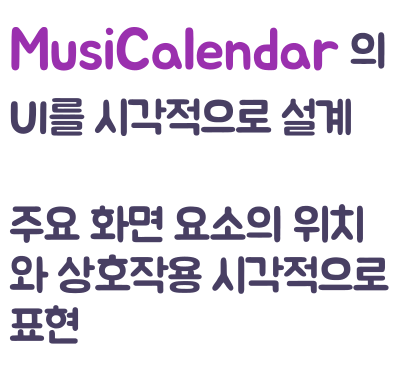 MusiCalendar 의
UI를 시각적으로 설계
주요 화면 요소의 위치
와 상호작용 시각적으로
표현